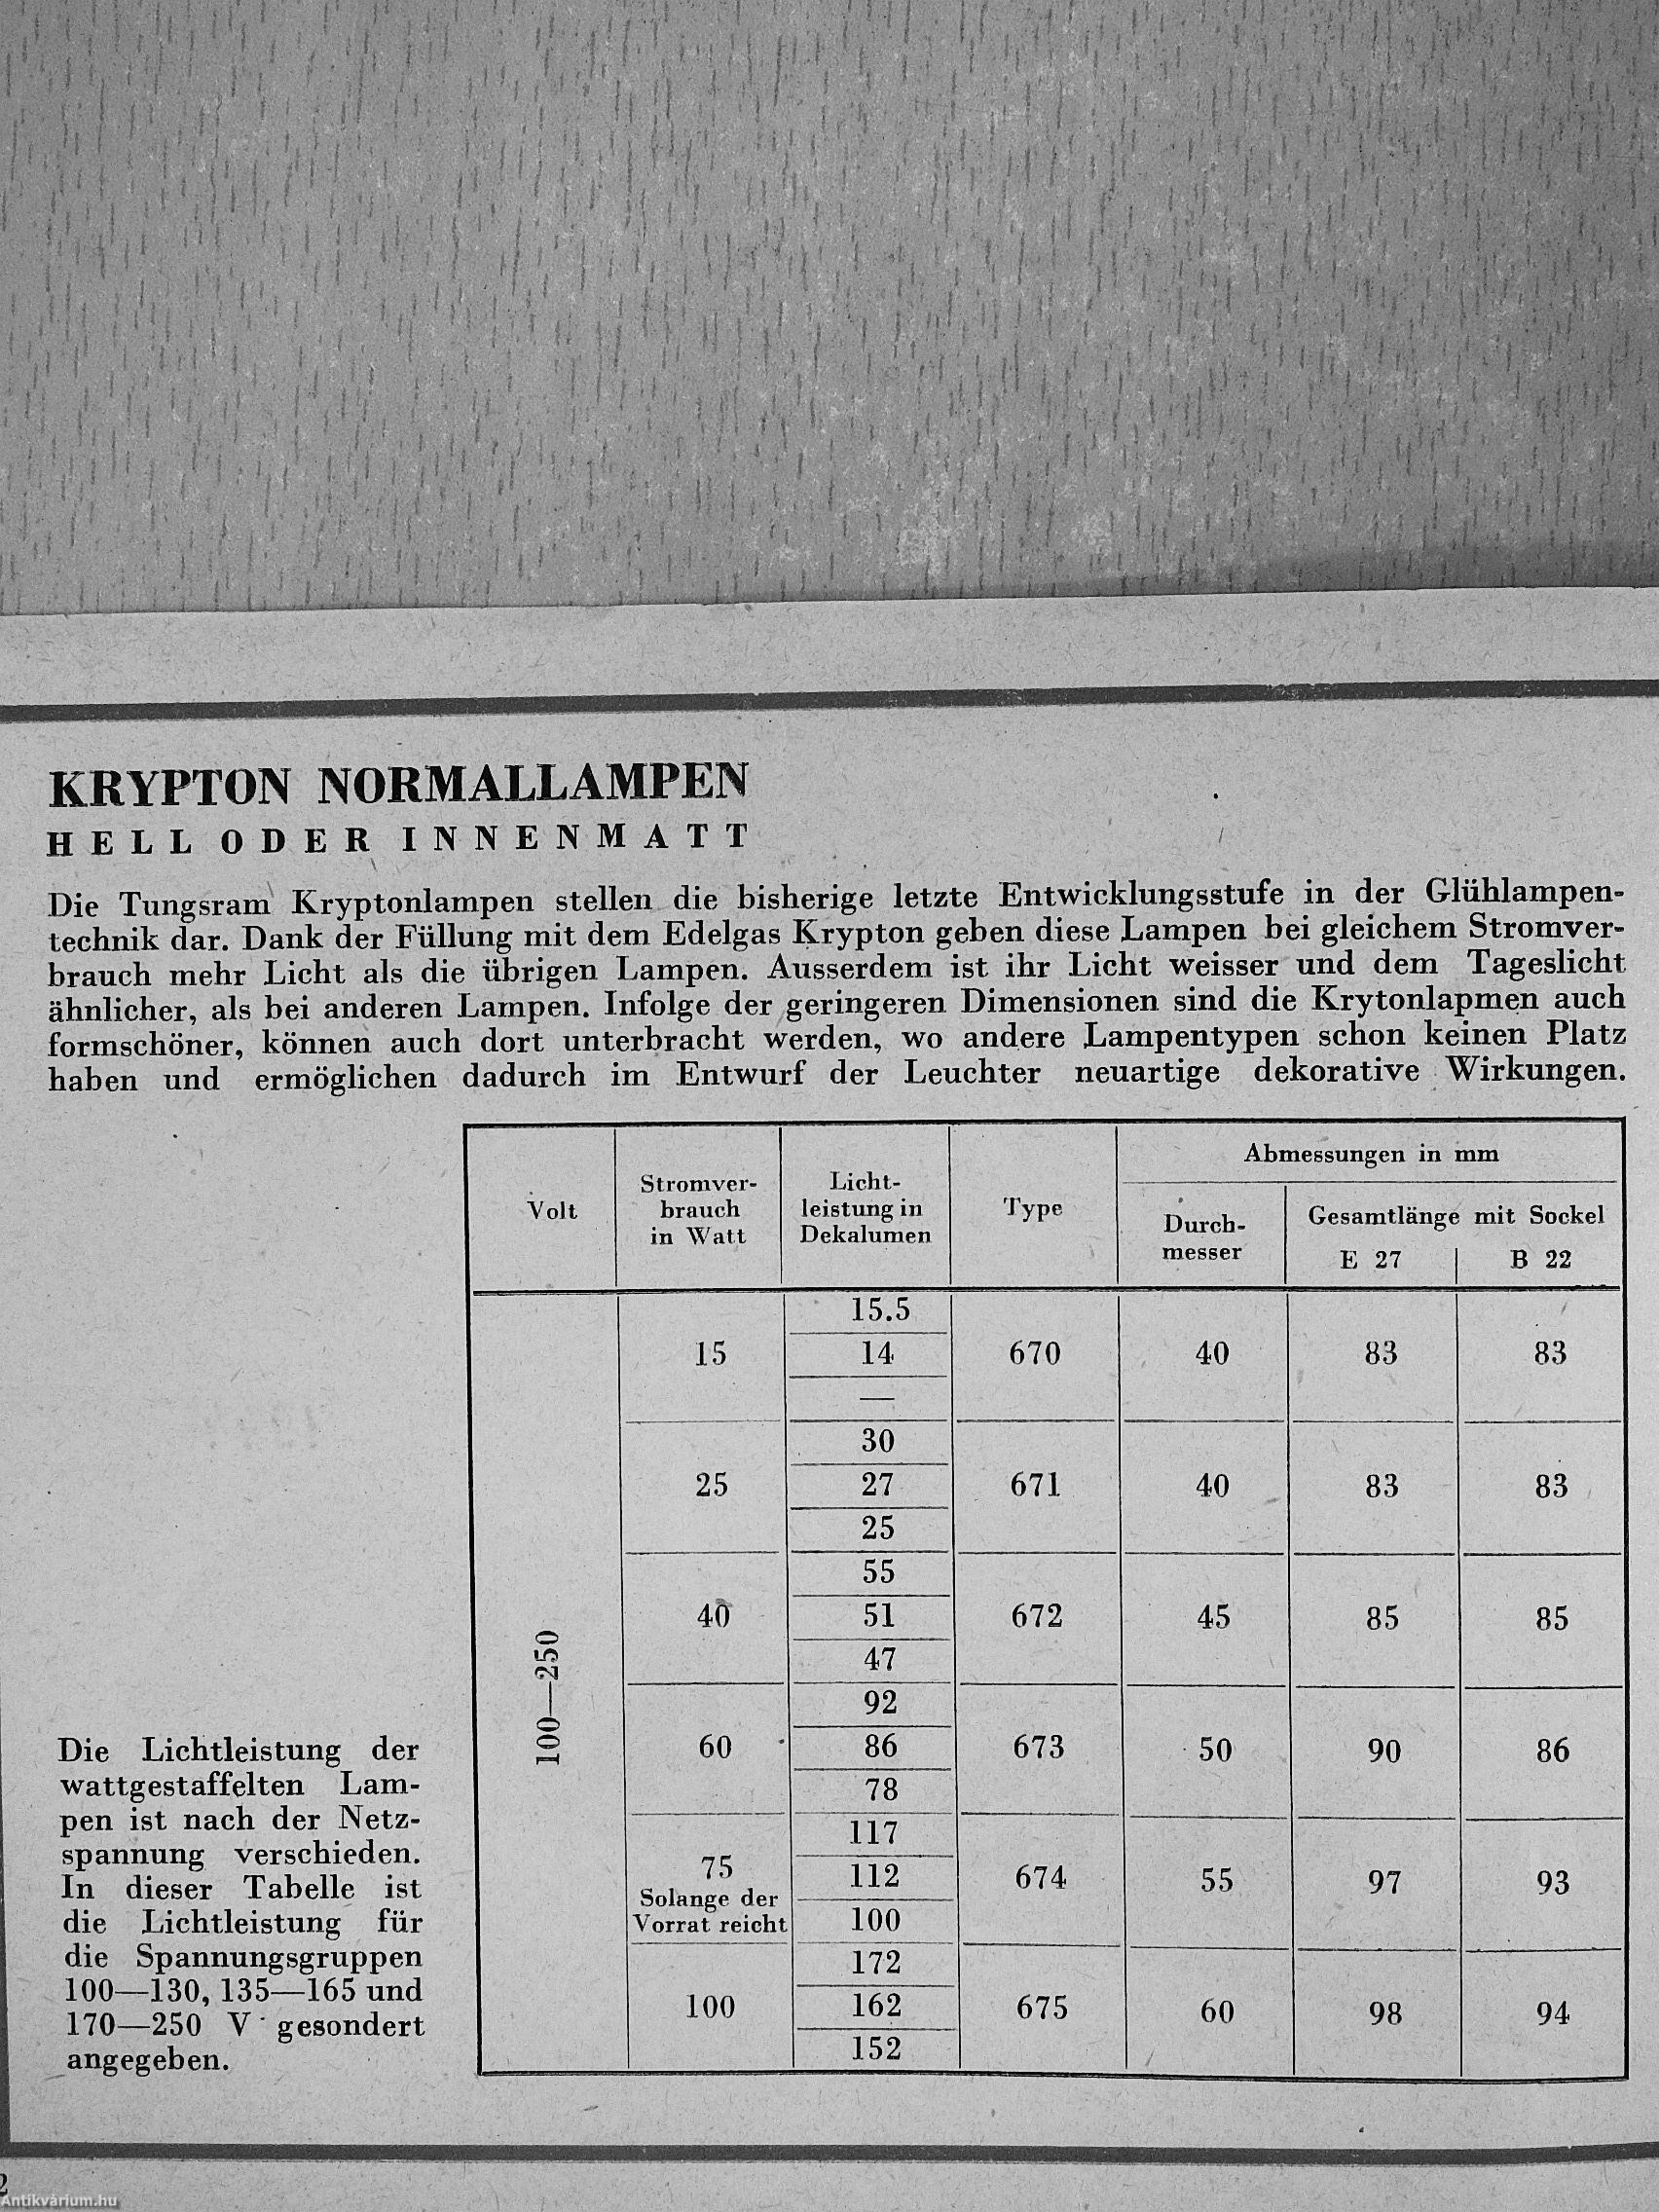 KRYPTON NORMALLAMPEN
HELL ODER INNENMATT
Die Tungsram Kryptonlampen stellen die bisherige letzte Entwicklungsstufe in der Glühlampen-
technik dar. Dank der Füllung mit dem Edelgas Krypton geben diese Lampen bei gleichem Stromver-
brauch mehr Licht als die übrigen Lampen. Ausserdem ist ihr Licht weisser und dem Tageslicht
ähnlicher, als bei anderen Lampen. Infolge der geringeren Dimensionen sind die Krytonlapmen auch
formschöner, können auch dort unterbracht werden, wo andere Lampentypen schon keinen Platz
haben und ermöglichen dadurch im Entwurf der Leuchter neuartige dekorative Wirkungen.
Die Lichtleistung der
wattgestaffelten Lam-
pen ist nach der Netz-
spannung verschieden.
In dieser Tabelle ist
die Lichtleistung für
die Spannungsgruppen
100—130, 135—165 und
170—250 V gesondert
angegeben.
Volt
Stromver-
brauch
in Watt
Licht-
leistung in
Dekalumen
Type
Abmessungen in mm
Durch-
messer
Gesamtlänge mit Sockel
E 27 B 22
100—250
15.5
15 14 670 40 83 83
—
30
25 27 671 40 83 83
25
55
40 51 672 45 85 85
47
92
60 86 673 50 90 86
78
117
75 112 674 55 97 93
Solange der
Vorrat reicht 100
172
100 162 675 60 98 94
152
2
Antikvárium.hu